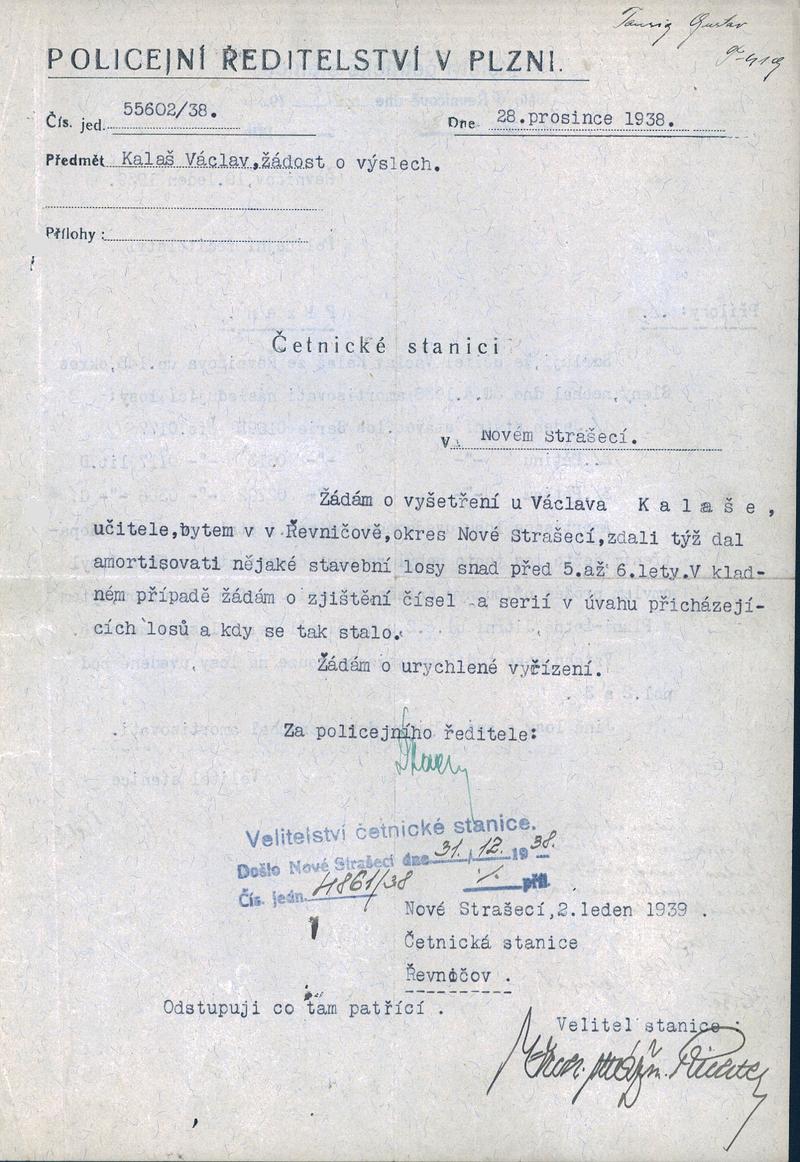 Taussig Gustav
POLICEJNÍ ŘEDITELSTVÍ V PLZNI.
Čís. jed. 55602/38.
Dne 28.prosince 1938.
Předmět Kalaš Václav,žádost o výslech.
Přílohy :
Četnické stanici
v Novém Strašecí.
Žádám o vyšetření u Václava K a l a š e ,
učitele,bytem v v Řevničově,okres Nové Strašecí,zdali týž dal
amortisovati nějaké stavební losy snad před 5.až 6.lety.V klad-
ném případě žádám o zjištění čísel a serií v úvahu přicházejí-
cích losů a kdy se tak stalo.
Žádám o urychlené vyřízení.
Za policejního ředitele:
Velitelství četnické stanice.
Došlo Nové Strašecí dne 31./12. 1938.
Čís. jedn. 4861/38 /. příl.
Nové Strašecí,2.leden 1939 .
Četnická stanice
Řevničov .
Odstupuji co tam patřící .
Velitel stanice :